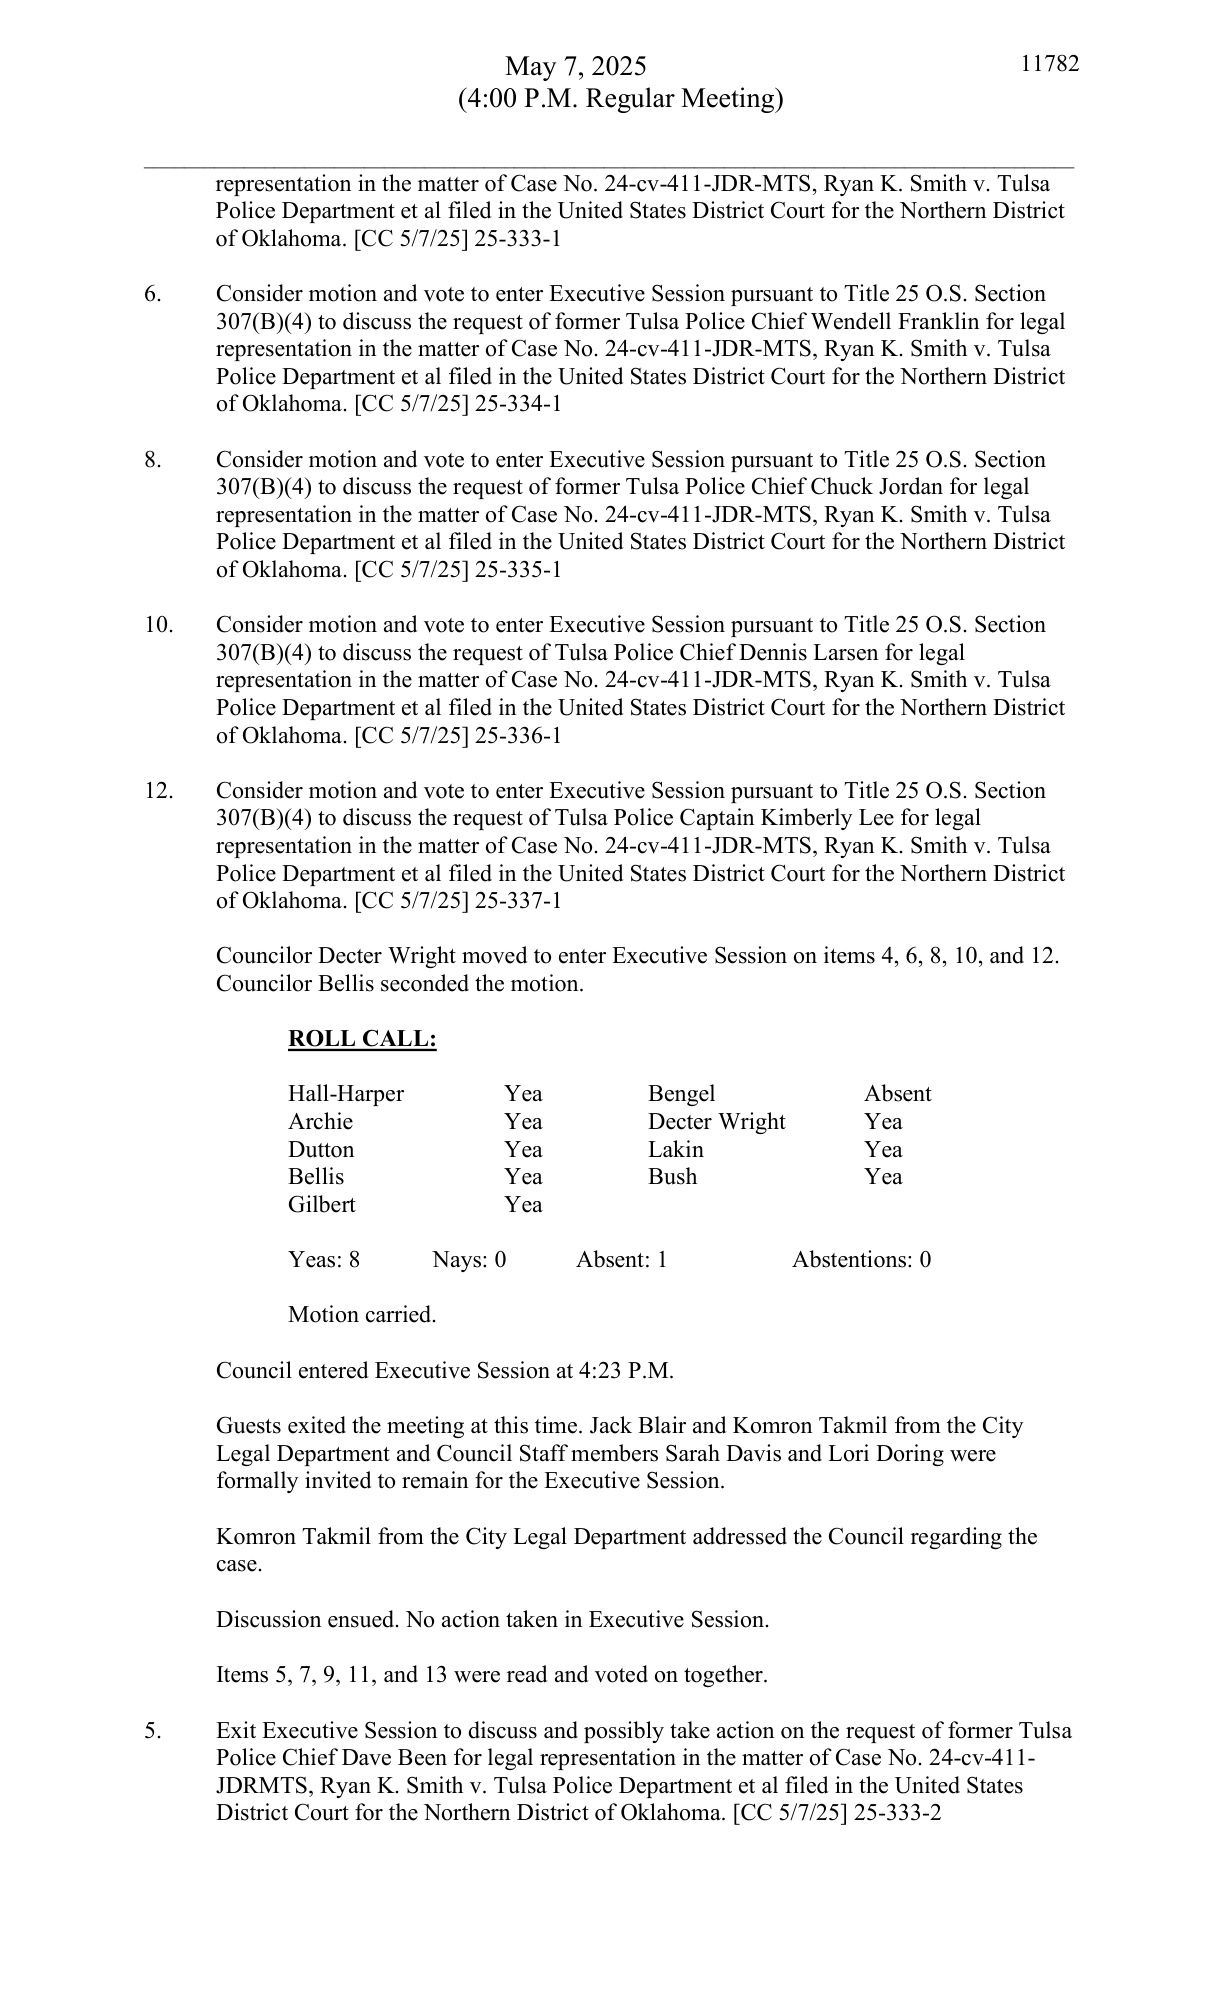 May 7, 2025 11782
(4:00 P.M. Regular Meeting)
representation in the matter of Case No. 24-cv-411-JDR-MTS, Ryan K. Smith v. Tulsa
Police Department et al filed in the United States District Court for the Northern District
of Oklahoma. [CC 5/7/25] 25-333-1
6. Consider motion and vote to enter Executive Session pursuant to Title 25 O.S. Section
307(B)(4) to discuss the request of former Tulsa Police Chief Wendell Franklin for legal
representation in the matter of Case No. 24-cv-411-JDR-MTS, Ryan K. Smith v. Tulsa
Police Department et al filed in the United States District Court for the Northern District
of Oklahoma. [CC 5/7/25] 25-334-1
8. Consider motion and vote to enter Executive Session pursuant to Title 25 O.S. Section
307(B)(4) to discuss the request of former Tulsa Police Chief Chuck Jordan for legal
representation in the matter of Case No. 24-cv-411-JDR-MTS, Ryan K. Smith v. Tulsa
Police Department et al filed in the United States District Court for the Northern District
of Oklahoma. [CC 5/7/25] 25-335-1
10. Consider motion and vote to enter Executive Session pursuant to Title 25 O.S. Section
307(B)(4) to discuss the request of Tulsa Police Chief Dennis Larsen for legal
representation in the matter of Case No. 24-cv-411-JDR-MTS, Ryan K. Smith v. Tulsa
Police Department et al filed in the United States District Court for the Northern District
of Oklahoma. [CC 5/7/25] 25-336-1
12. Consider motion and vote to enter Executive Session pursuant to Title 25 O.S. Section
307(B)(4) to discuss the request of Tulsa Police Captain Kimberly Lee for legal
representation in the matter of Case No. 24-cv-411-JDR-MTS, Ryan K. Smith v. Tulsa
Police Department et al filed in the United States District Court for the Northern District
of Oklahoma. [CC 5/7/25] 25-337-1
Councilor Decter Wright moved to enter Executive Session on items 4, 6, 8, 10, and 12.
Councilor Bellis seconded the motion.
ROLL CALL:
Hall-Harper Yea Bengel Absent
Archie Yea Decter Wright Yea
Dutton Yea Lakin Yea
Bellis Yea Bush Yea
Gilbert Yea
Yeas: 8 Nays: 0 Absent: 1 Abstentions: 0
Motion carried.
Council entered Executive Session at 4:23 P.M.
Guests exited the meeting at this time. Jack Blair and Komron Takmil from the City
Legal Department and Council Staff members Sarah Davis and Lori Doring were
formally invited to remain for the Executive Session.
Komron Takmil from the City Legal Department addressed the Council regarding the
case.
Discussion ensued. No action taken in Executive Session.
Items 5, 7, 9, 11, and 13 were read and voted on together.
5. Exit Executive Session to discuss and possibly take action on the request of former Tulsa
Police Chief Dave Been for legal representation in the matter of Case No. 24-cv-411-
JDRMTS, Ryan K. Smith v. Tulsa Police Department et al filed in the United States
District Court for the Northern District of Oklahoma. [CC 5/7/25] 25-333-2